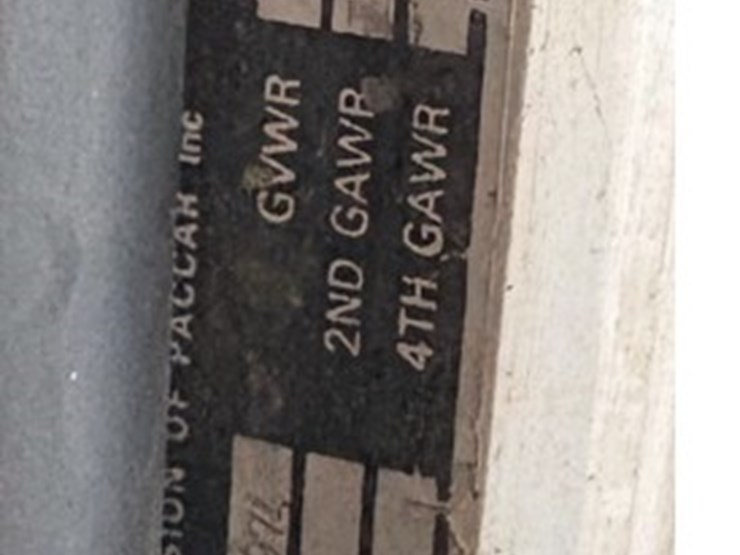 SION OF PACCAR Inc
GVWR
2ND GAWR
4TH GAWR